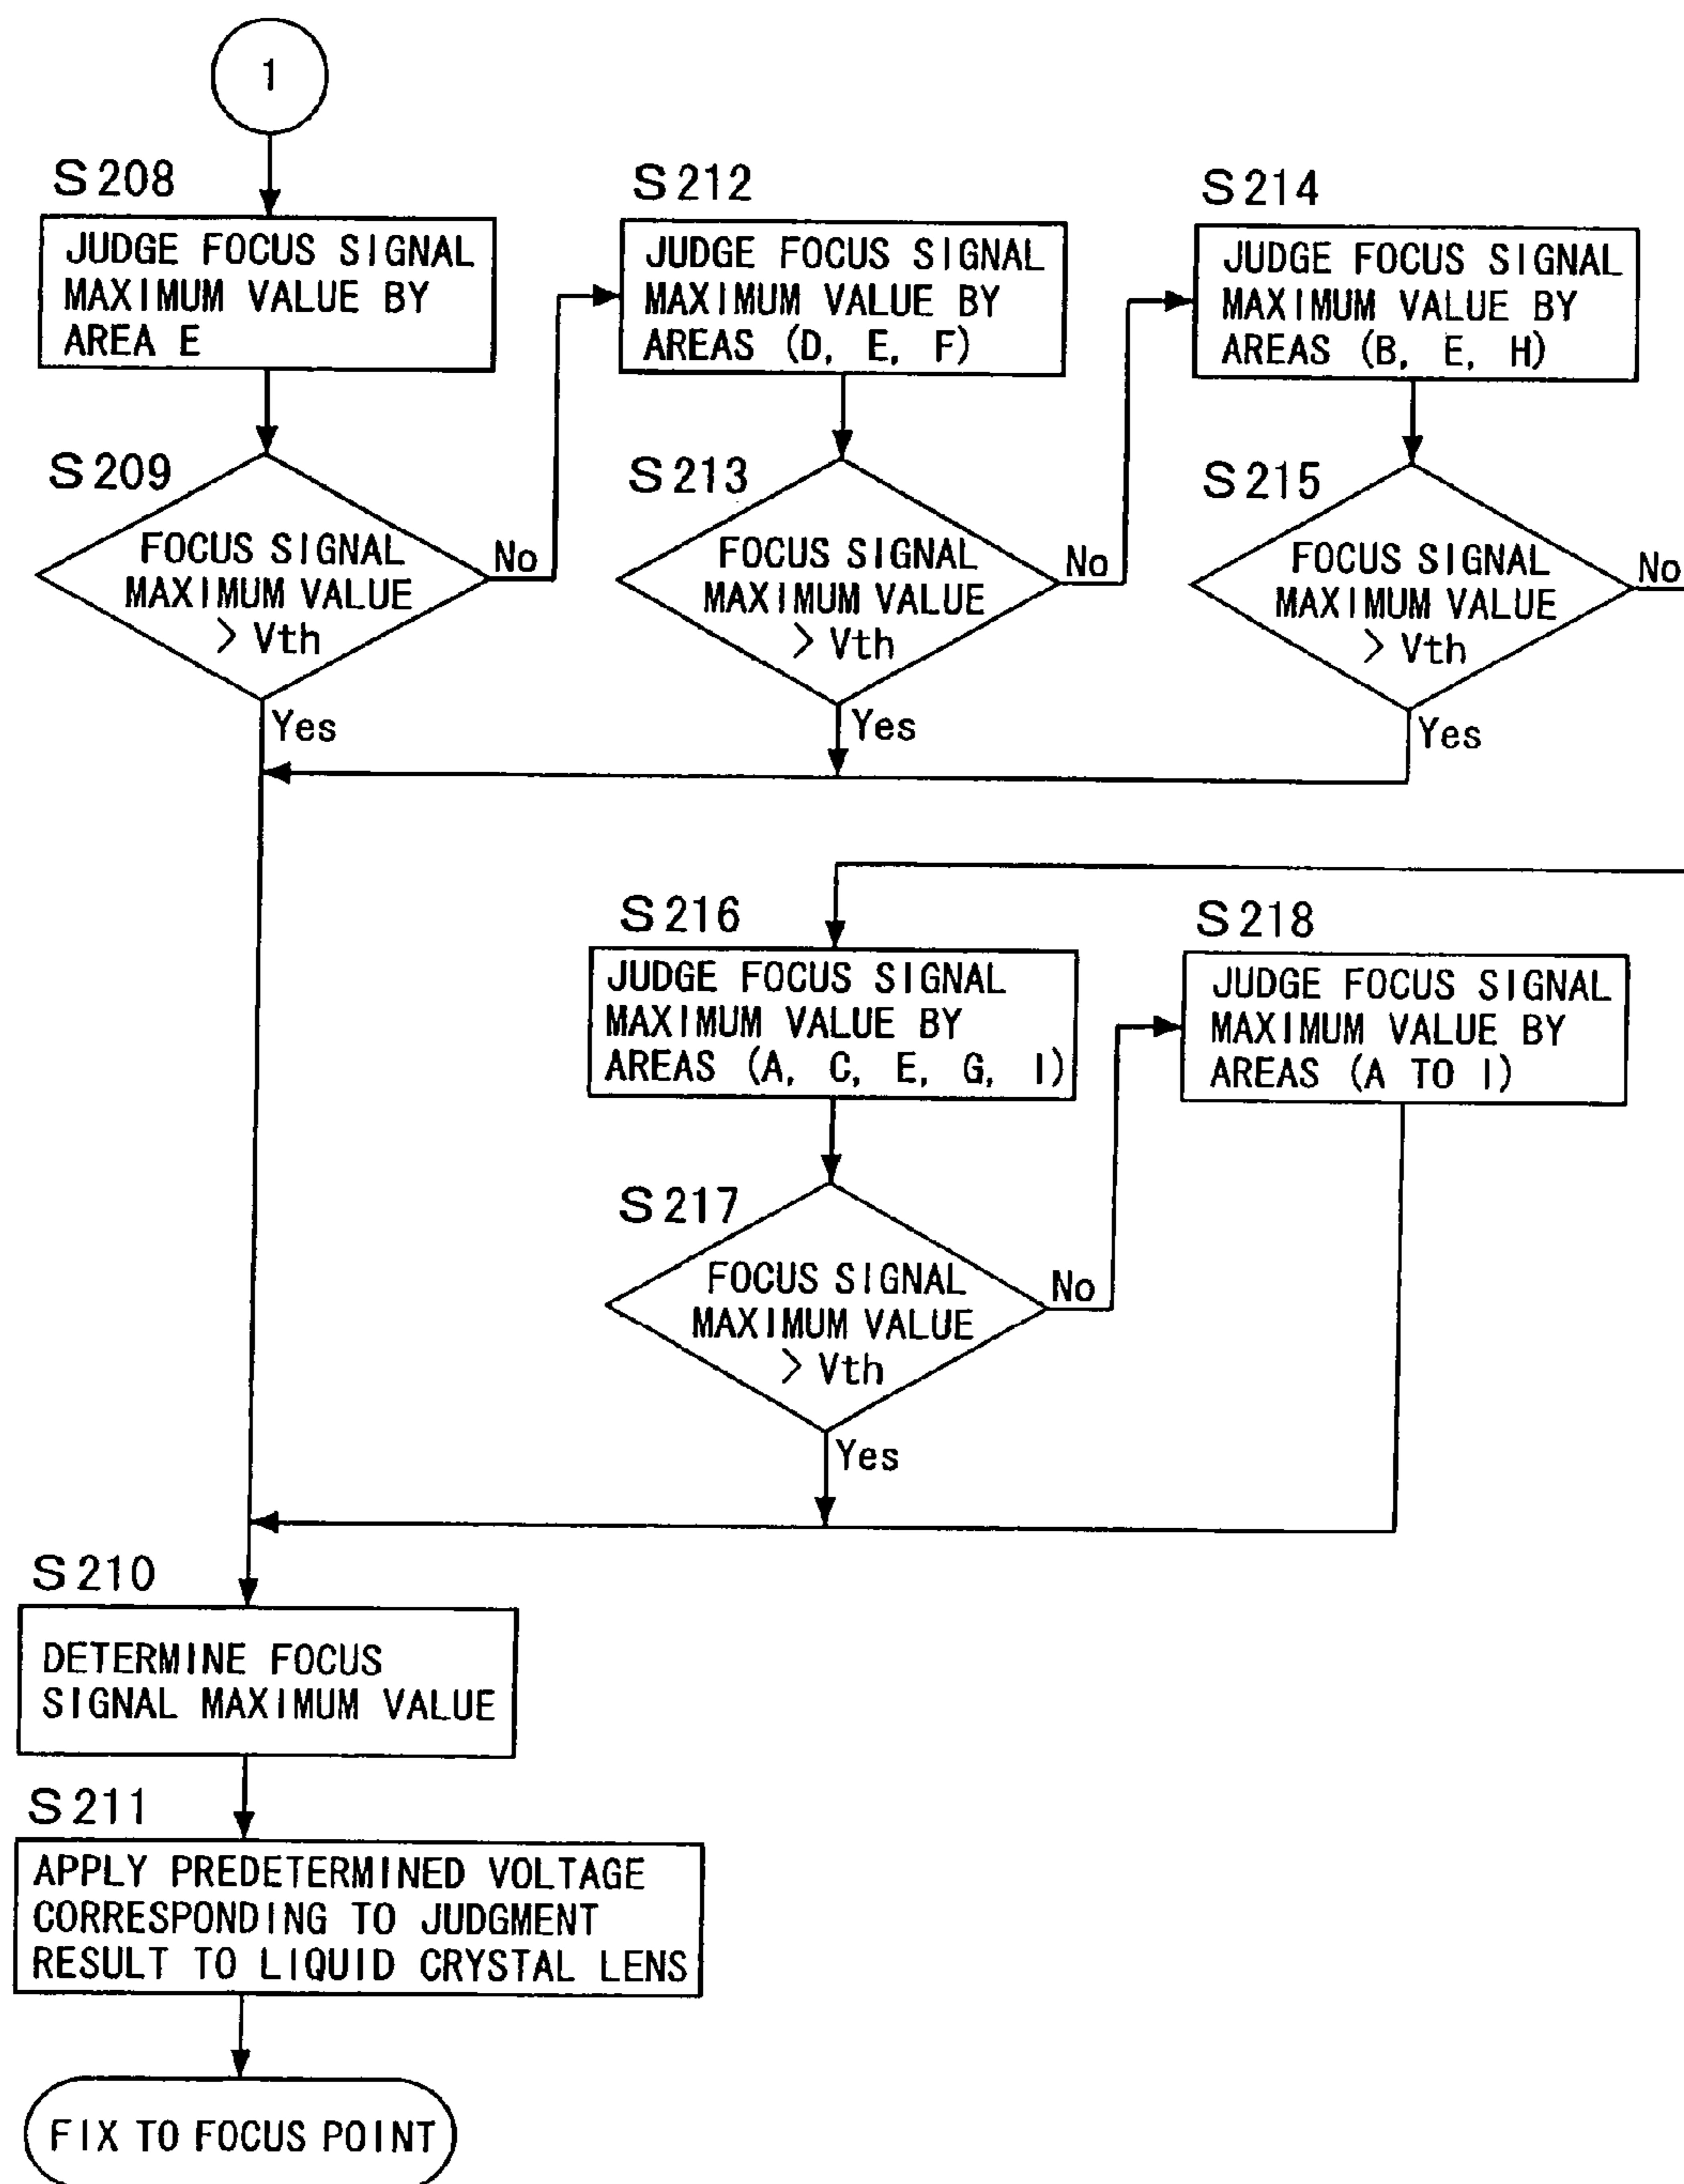 1
S208
JUDGE FOCUS SIGNAL
MAXIMUM VALUE BY
AREA E
S209
FOCUS SIGNAL
MAXIMUM VALUE
> Vth
No
Yes
S212
JUDGE FOCUS SIGNAL
MAXIMUM VALUE BY
AREAS (D, E, F)
S213
FOCUS SIGNAL
MAXIMUM VALUE
> Vth
No
Yes
S214
JUDGE FOCUS SIGNAL
MAXIMUM VALUE BY
AREAS (B, E, H)
S215
FOCUS SIGNAL
MAXIMUM VALUE
> Vth
No
Yes
S216
JUDGE FOCUS SIGNAL
MAXIMUM VALUE BY
AREAS (A, C, E, G, I)
S217
FOCUS SIGNAL
MAXIMUM VALUE
> Vth
No
Yes
S218
JUDGE FOCUS SIGNAL
MAXIMUM VALUE BY
AREAS (A TO I)
S210
DETERMINE FOCUS
SIGNAL MAXIMUM VALUE
S211
APPLY PREDETERMINED VOLTAGE
CORRESPONDING TO JUDGMENT
RESULT TO LIQUID CRYSTAL LENS
FIX TO FOCUS POINT